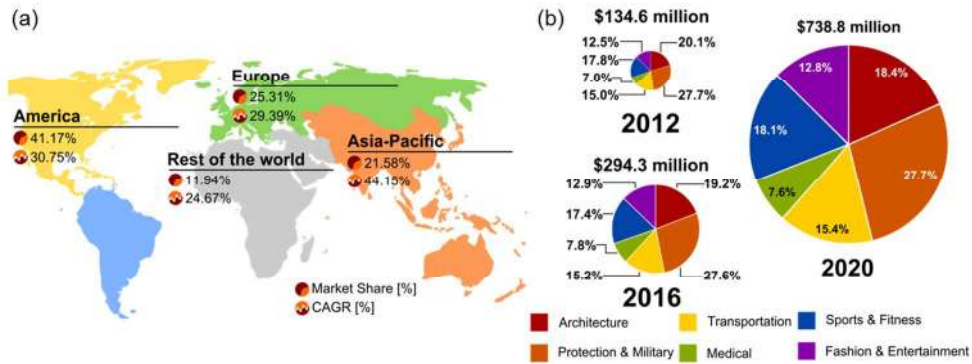 (a)
Europe
25.31%
29.39%
America
41.17%
30.75%
Rest of the world
11.94%
24.67%
Asia-Pacific
21.58%
44.15%
Market Share [%]
CAGR [%]
(b)
$134.6 million
12.5%
20.1%
17.8%
7.0%
15.0%
27.7%
2012
$294.3 million
12.9%
19.2%
17.4%
7.8%
15.2%
27.6%
2016
$738.8 million
12.8%
18.4%
18.1%
27.7%
7.6%
15.4%
2020
Architecture
Transportation
Sports & Fitness
Protection & Military
Medical
Fashion & Entertainment